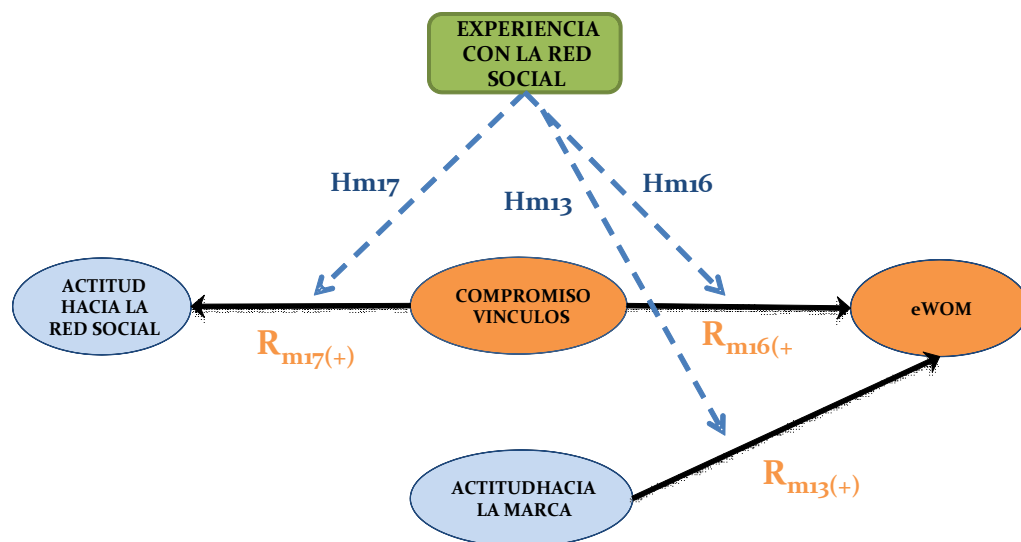 EXPERIENCIA
CON LA RED
SOCIAL
Hm17
Hm13
Hm16
ACTITUD
HACIA LA
RED SOCIAL
COMPROMISO
VINCULOS
eWOM
Rm17(+)
Rm16(+
ACTITUDHACIA
LA MARCA
Rm13(+)